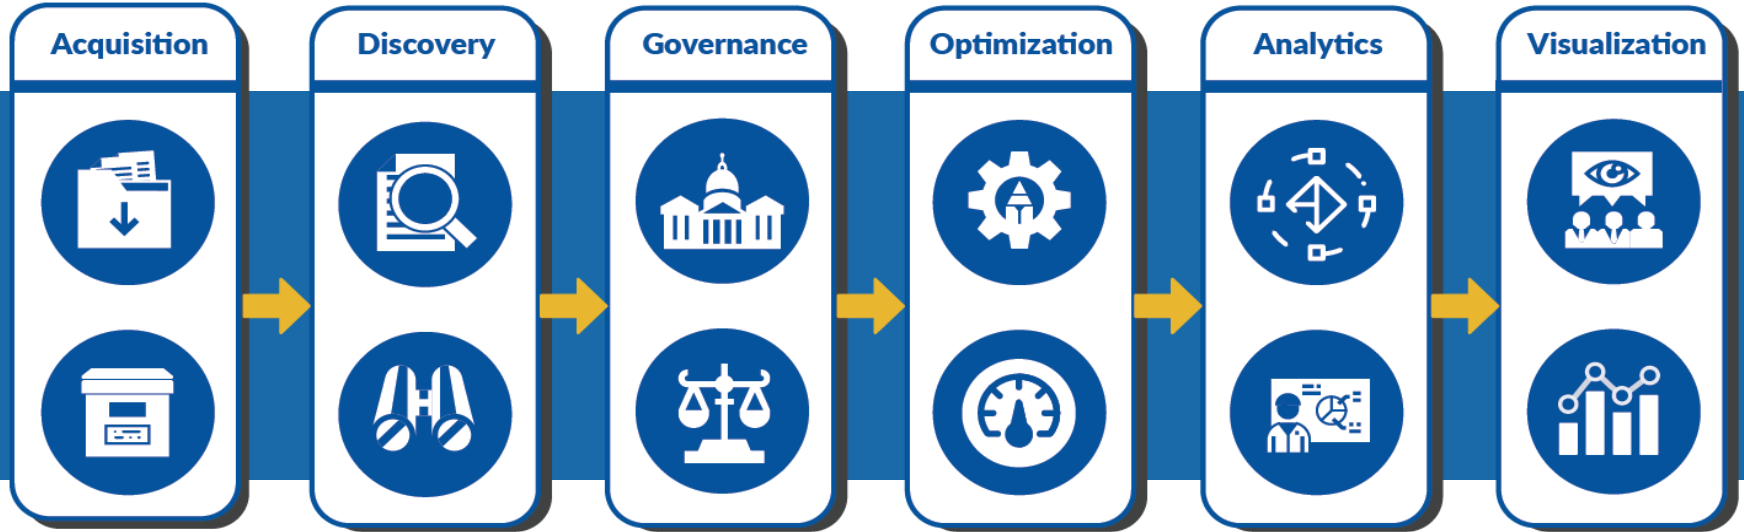 Acquisition
Discovery
Governance
Optimization
Analytics
Visualization